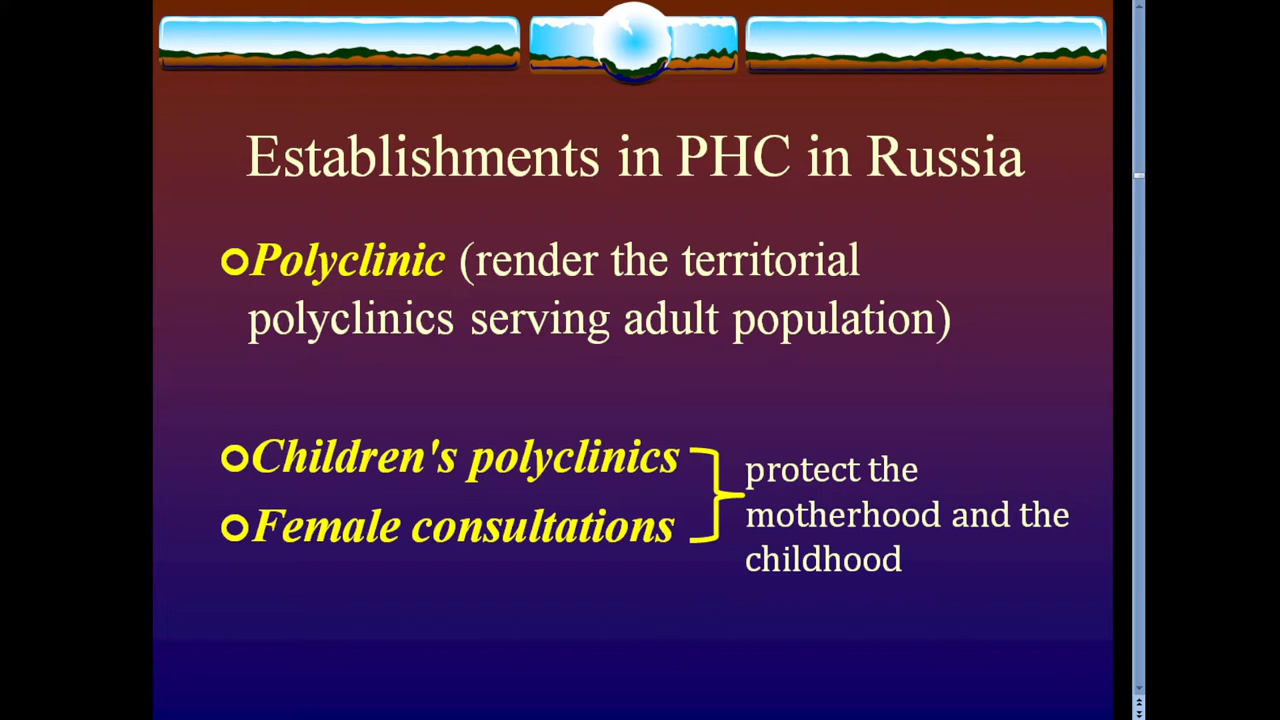 Establishments in PHC in Russia
Polyclinic (render the territorial
polyclinics serving adult population)
Children's polyclinics
Female consultations
protect the
motherhood and the
childhood